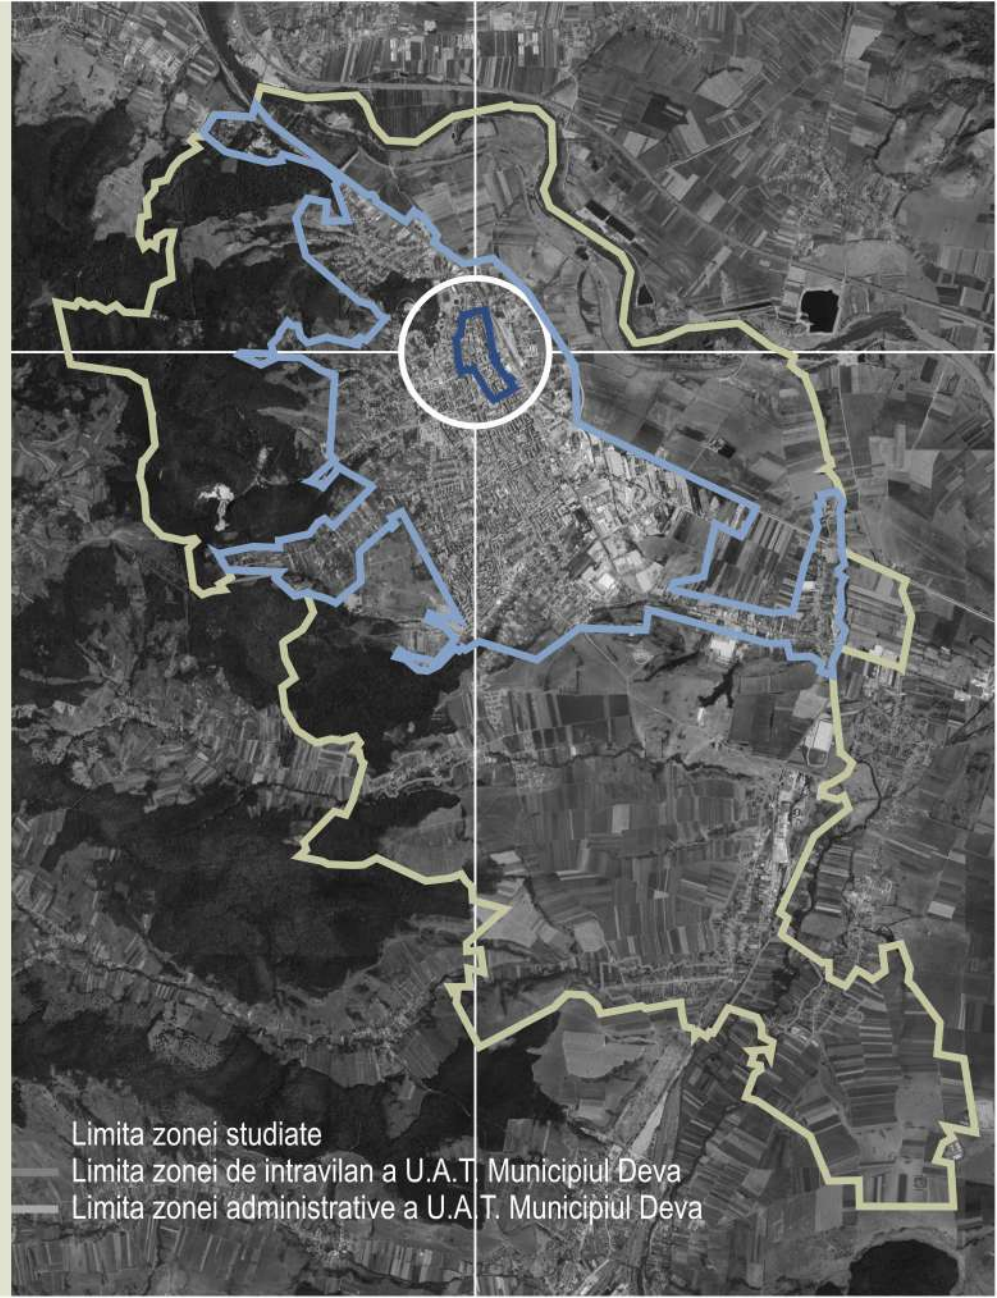 Limita zonei studiate
Limita zonei de intravilan a U.A.T. Municipiul Deva
Limita zonei administrative a U.A.T. Municipiul Deva